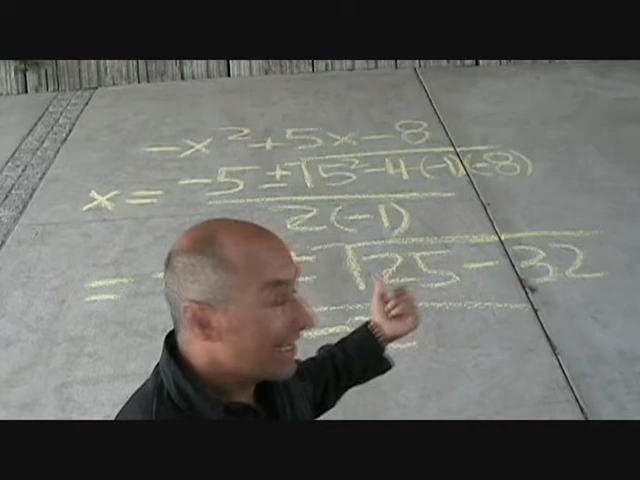 -x²+5x-8
x = -5±√5²-4(-1)(-8)
2(-1)
= - ±√25-32